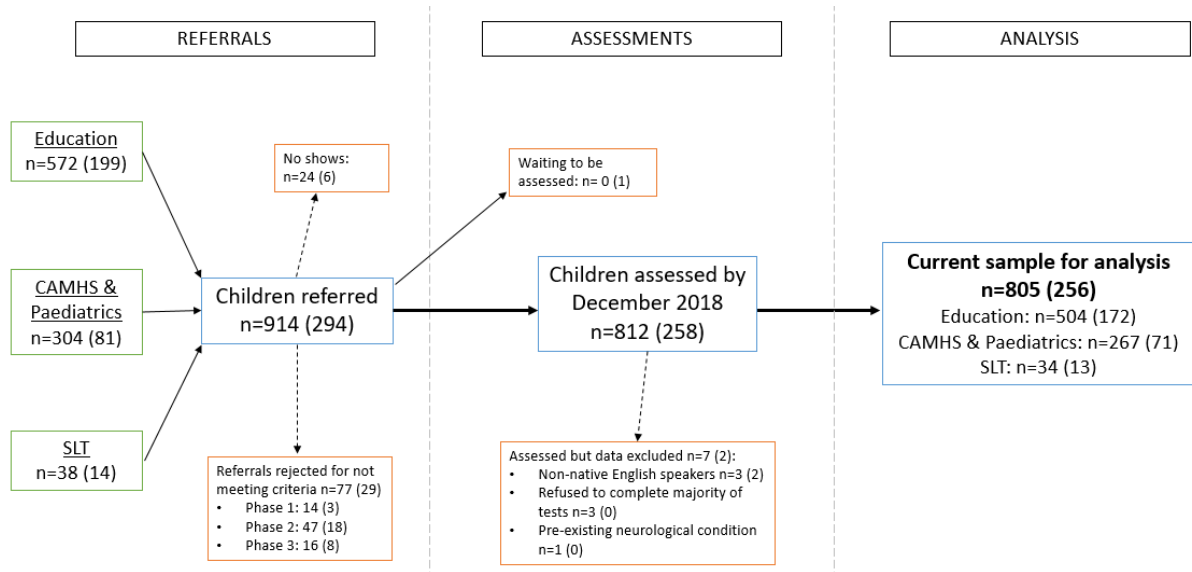 REFERRALS
ASSESSMENTS
ANALYSIS
Education
n=572 (199)
CAMHS &
Paediatrics
n=304 (81)
SLT
n=38 (14)
No shows:
n=24 (6)
Children referred
n=914 (294)
Referrals rejected for not
meeting criteria n=77 (29)
• Phase 1: 14 (3)
• Phase 2: 47 (18)
• Phase 3: 16 (8)
Waiting to be
assessed: n= 0 (1)
Children assessed by
December 2018
n=812 (258)
Assessed but data excluded n=7 (2):
• Non-native English speakers n=3 (2)
• Refused to complete majority of
tests n=3 (0)
• Pre-existing neurological condition
n=1 (0)
Current sample for analysis
n=805 (256)
Education: n=504 (172)
CAMHS & Paediatrics: n=267 (71)
SLT: n=34 (13)